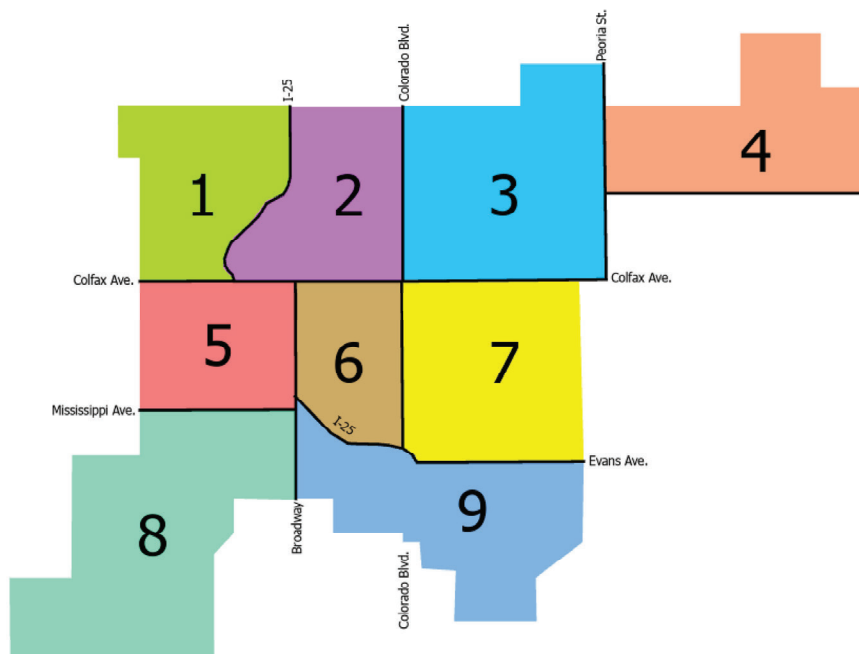 I-25
Colorado Blvd.
Peoria St.
1
2
3
4
Colfax Ave.
Colfax Ave.
5
6
7
Mississippi Ave.
I-25
Evans Ave.
8
9
Broadway
Colorado Blvd.